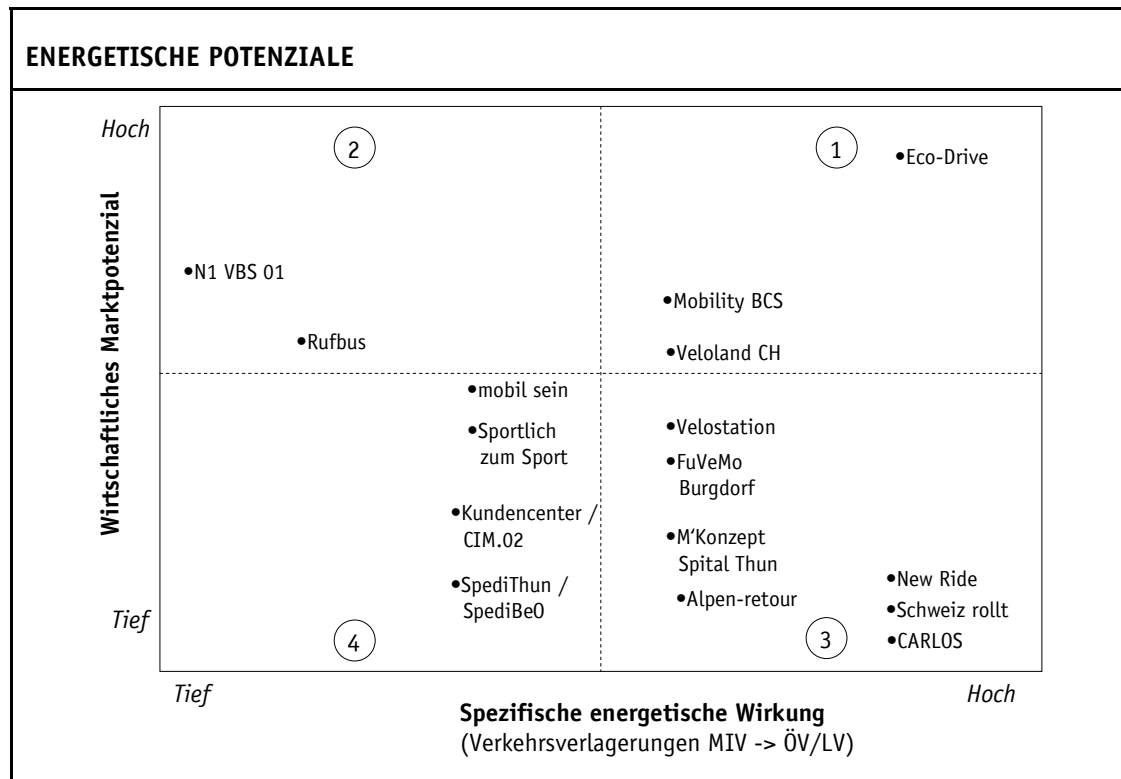 ENERGETISCHE POTENZIALE
Hoch
2
1
•Eco-Drive
Wirtschaftliches Marktpotenzial
•N1 VBS 01
•Mobility BCS
•Rufbus
•Veloland CH
•mobil sein
•Sportlich
zum Sport
•Velostation
•FuVeMo
Burgdorf
•Kundencenter /
CIM.02
•M‘Konzept
Spital Thun
•SpediThun /
SpediBeO
•Alpen-retour
•New Ride
•Schweiz rollt
•CARLOS
Tief
4
3
Tief
Hoch
Spezifische energetische Wirkung
(Verkehrsverlagerungen MIV -> ÖV/LV)